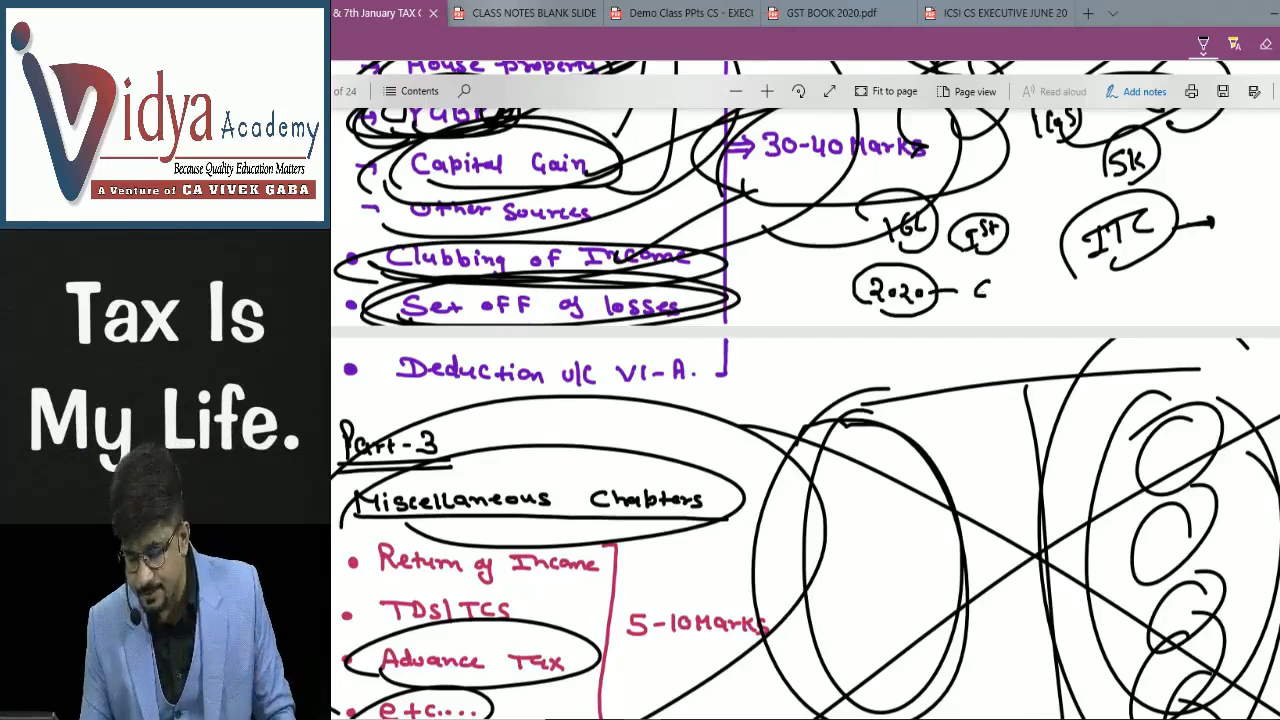 & 7th January TAX C
CLASS NOTES BLANK SLIDE
Demo Class PPts CS - EXECU
GST BOOK 2020.pdf
ICSI CS EXECUTIVE JUNE 20
of 24
Contents
Fit to page
Page view
Read aloud
Add notes
Vidya Academy
Because Quality Education Matters
A Venture of CA VIVEK GABA
Tax Is
My Life.
→ House property
→ PGBP
→ Capital Gain
⇒ 30-40 Marks
5K
→ Other Sources
ITC →
• Clubbing of Income
• Set off of losses
2020 —
• Deduction u/c VI-A.
Part-3
Miscellaneous Chapters
• Return of Income
• TDS/TCS
5-10 Marks
• Advance Tax
• etc....